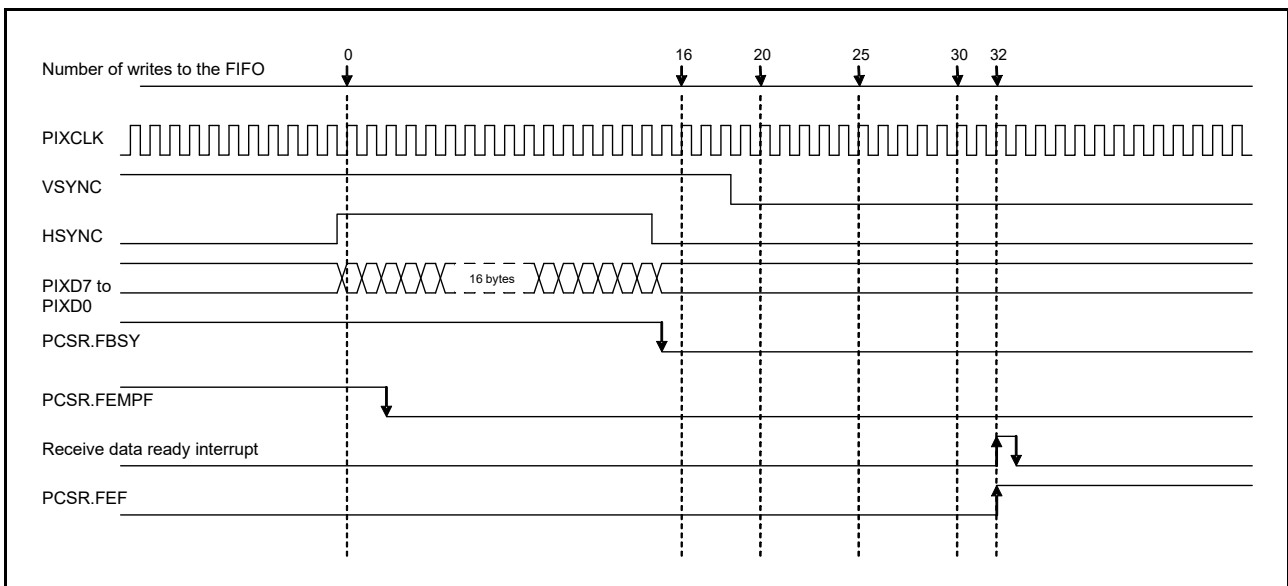 0 16 20 25 30 32
Number of writes to the FIFO
PIXCLK
VSYNC
HSYNC
16 bytes
PIXD7 to
PIXD0
PCSR.FBSY
PCSR.FEMPF
Receive data ready interrupt
PCSR.FEF